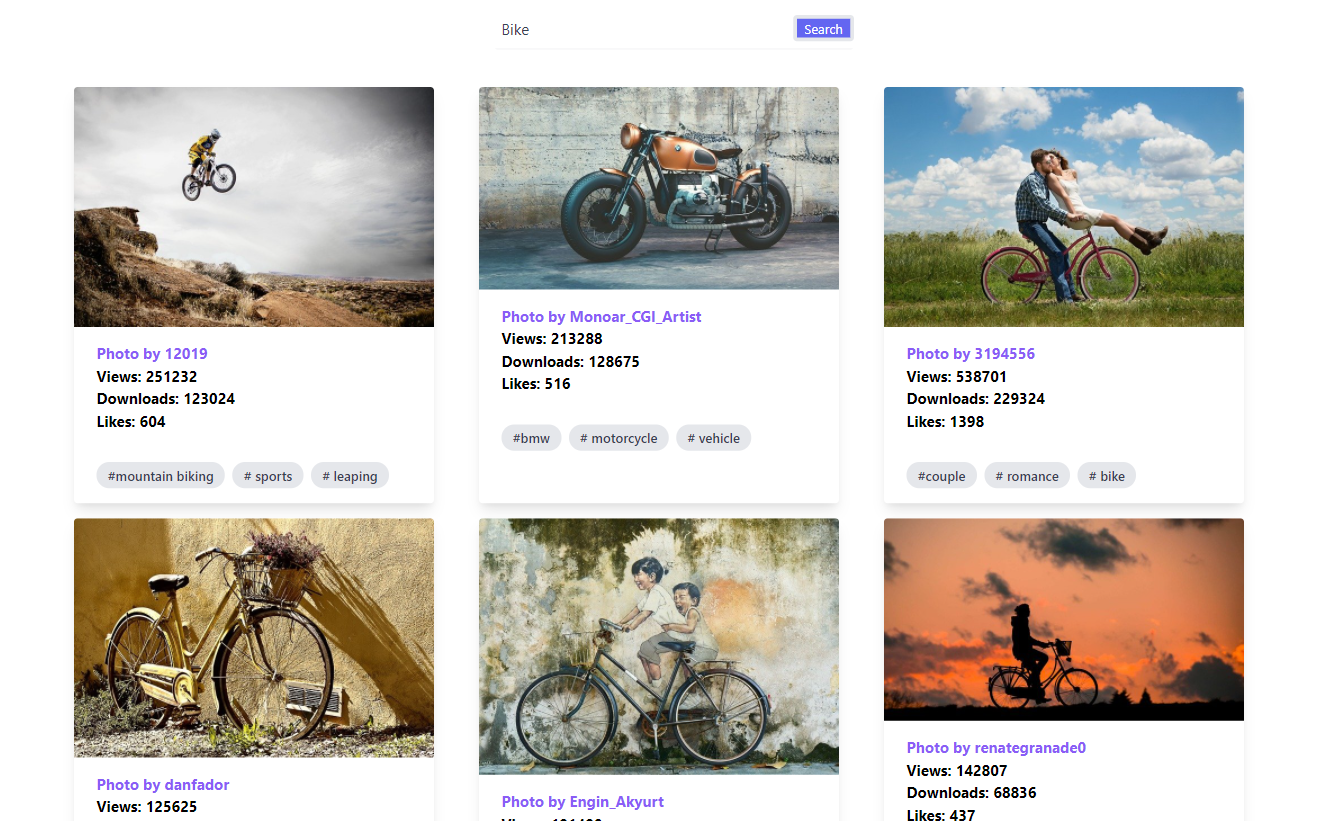 Bike
Search
Photo by 12019
Views: 251232
Downloads: 123024
Likes: 604
#mountain biking
# sports
# leaping
Photo by Monoar_CGI_Artist
Views: 213288
Downloads: 128675
Likes: 516
#bmw
# motorcycle
# vehicle
Photo by 3194556
Views: 538701
Downloads: 229324
Likes: 1398
#couple
# romance
# bike
Photo by danfador
Views: 125625
Photo by Engin_Akyurt
Photo by renategranade0
Views: 142807
Downloads: 68836
Likes: 437